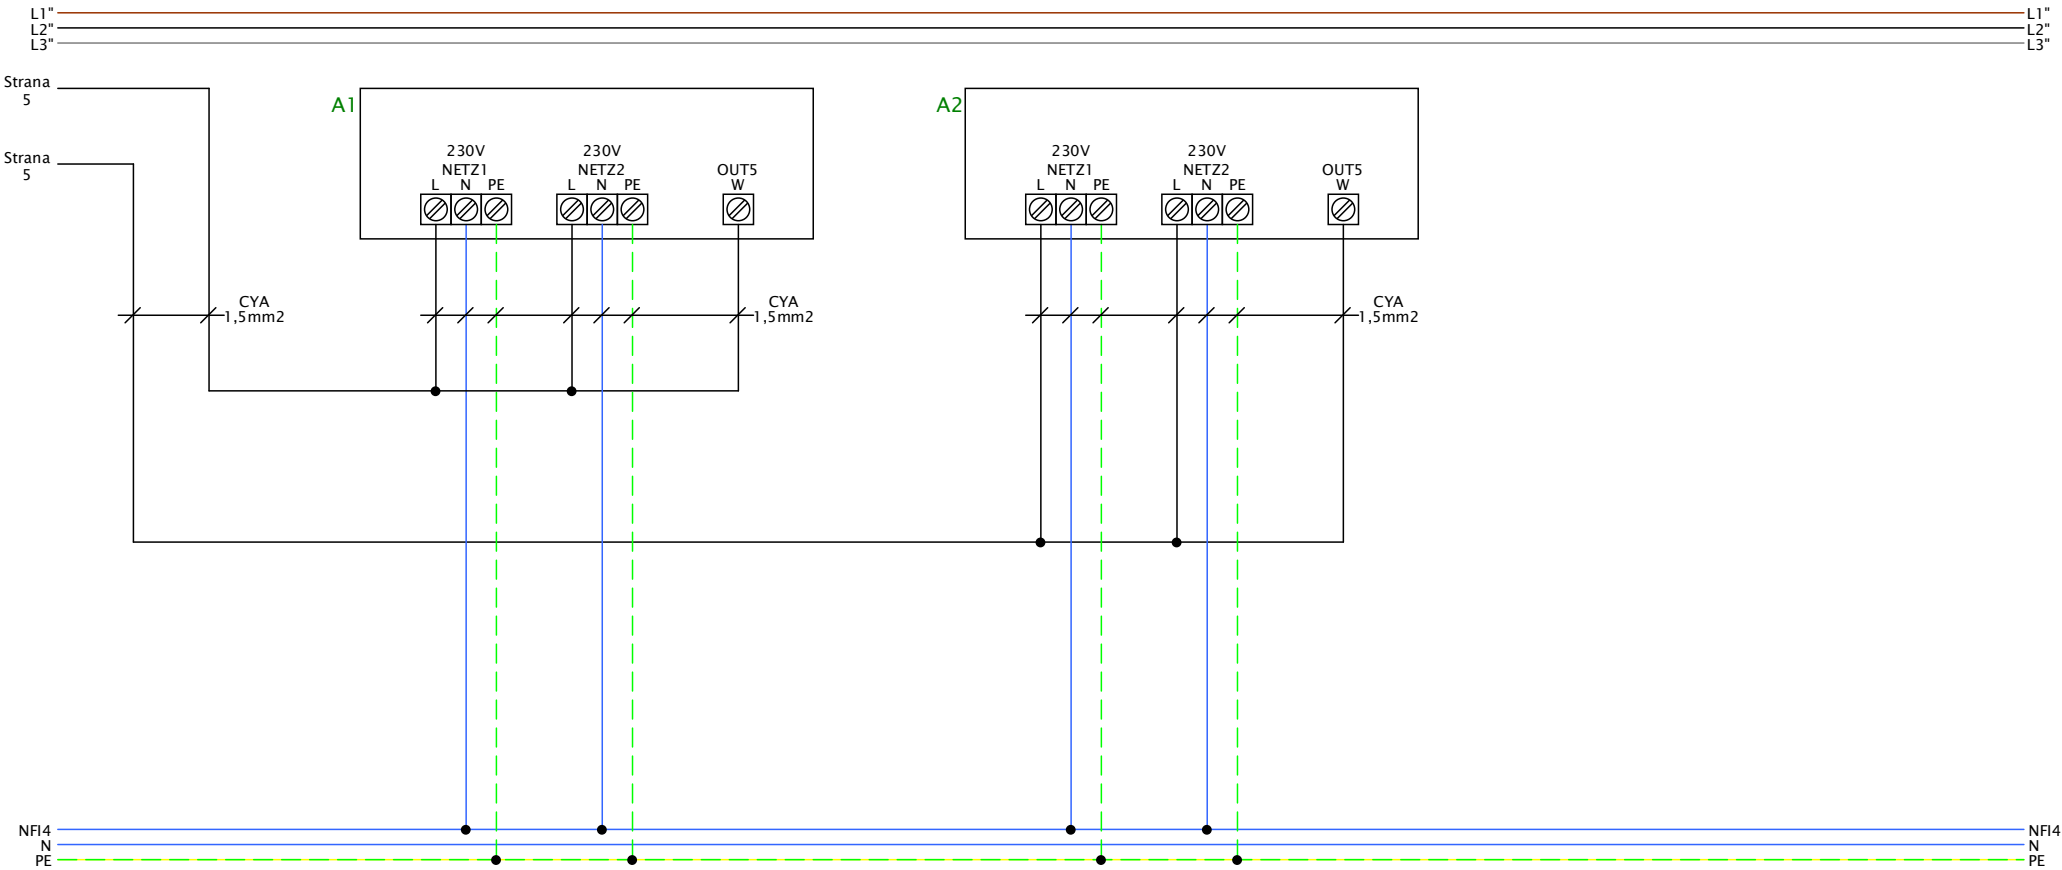 L1" L1"
L2" L2"
L3" L3"
Strana
5
A1 A2
Strana
5
230V 230V 230V 230V
NETZ1 NETZ2 OUT5 NETZ1 NETZ2 OUT5
L N PE L N PE W L N PE L N PE W
CYA CYA CYA
1,5mm2 1,5mm2 1,5mm2
NFI4 NFI4
N N
PE PE